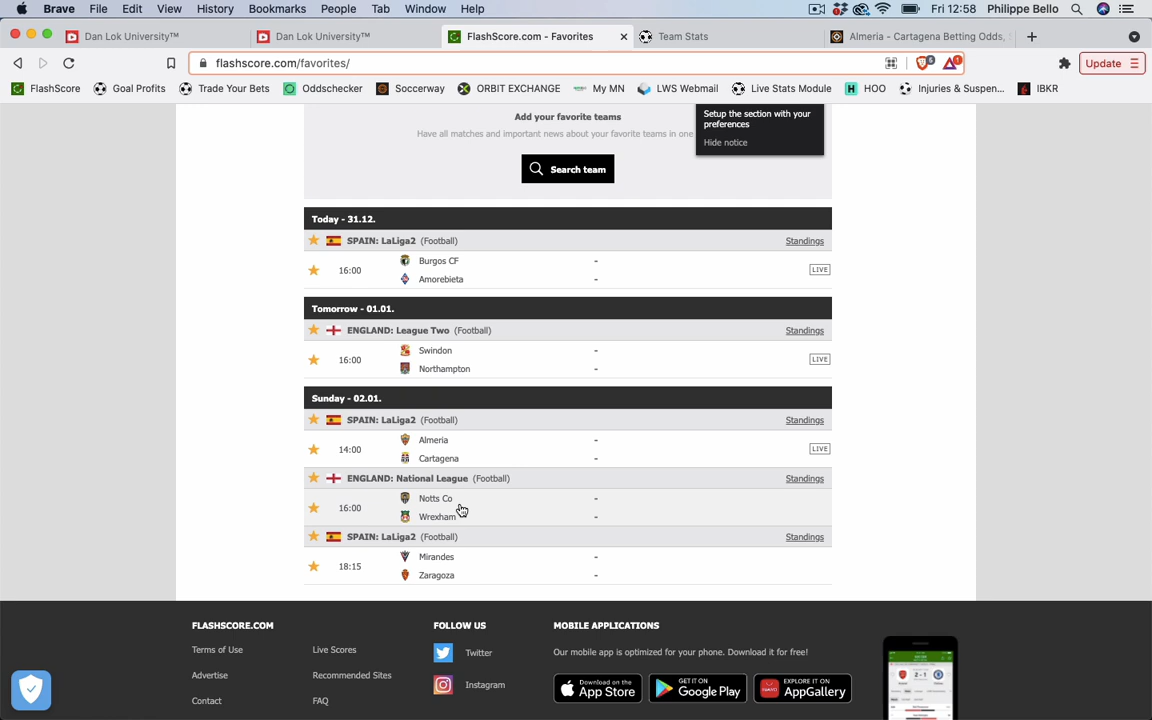 Brave File Edit View History Bookmarks People Tab Window Help Fri 12:58 Philippe Bello
Dan Lok University™ Dan Lok University™ FlashScore.com - Favorites Team Stats Almeria - Cartagena Betting Odds,
flashscore.com/favorites/ Update
FlashScore Goal Profits Trade Your Bets Oddschecker Soccerway ORBIT EXCHANGE My MN LWS Webmail Live Stats Module HOO Injuries & Suspen... IBKR
Add your favorite teams
Have all matches and important news about your favorite teams in one
Setup the section with your
preferences
Hide notice
Search team
Today - 31.12.
SPAIN: LaLiga2 (Football) Standings
16:00 Burgos CF -
Amorebieta - LIVE
Tomorrow - 01.01.
ENGLAND: League Two (Football) Standings
16:00 Swindon -
Northampton - LIVE
Sunday - 02.01.
SPAIN: LaLiga2 (Football) Standings
14:00 Almeria -
Cartagena - LIVE
ENGLAND: National League (Football) Standings
16:00 Notts Co -
Wrexham -
SPAIN: LaLiga2 (Football) Standings
18:15 Mirandes -
Zaragoza -
FLASHSCORE.COM
Terms of Use Live Scores
Advertise Recommended Sites
Contact FAQ
FOLLOW US
Twitter
Instagram
MOBILE APPLICATIONS
Our mobile app is optimized for your phone. Download it for free!
Download on the
App Store
GET IT ON
Google Play
EXPLORE IT ON
AppGallery